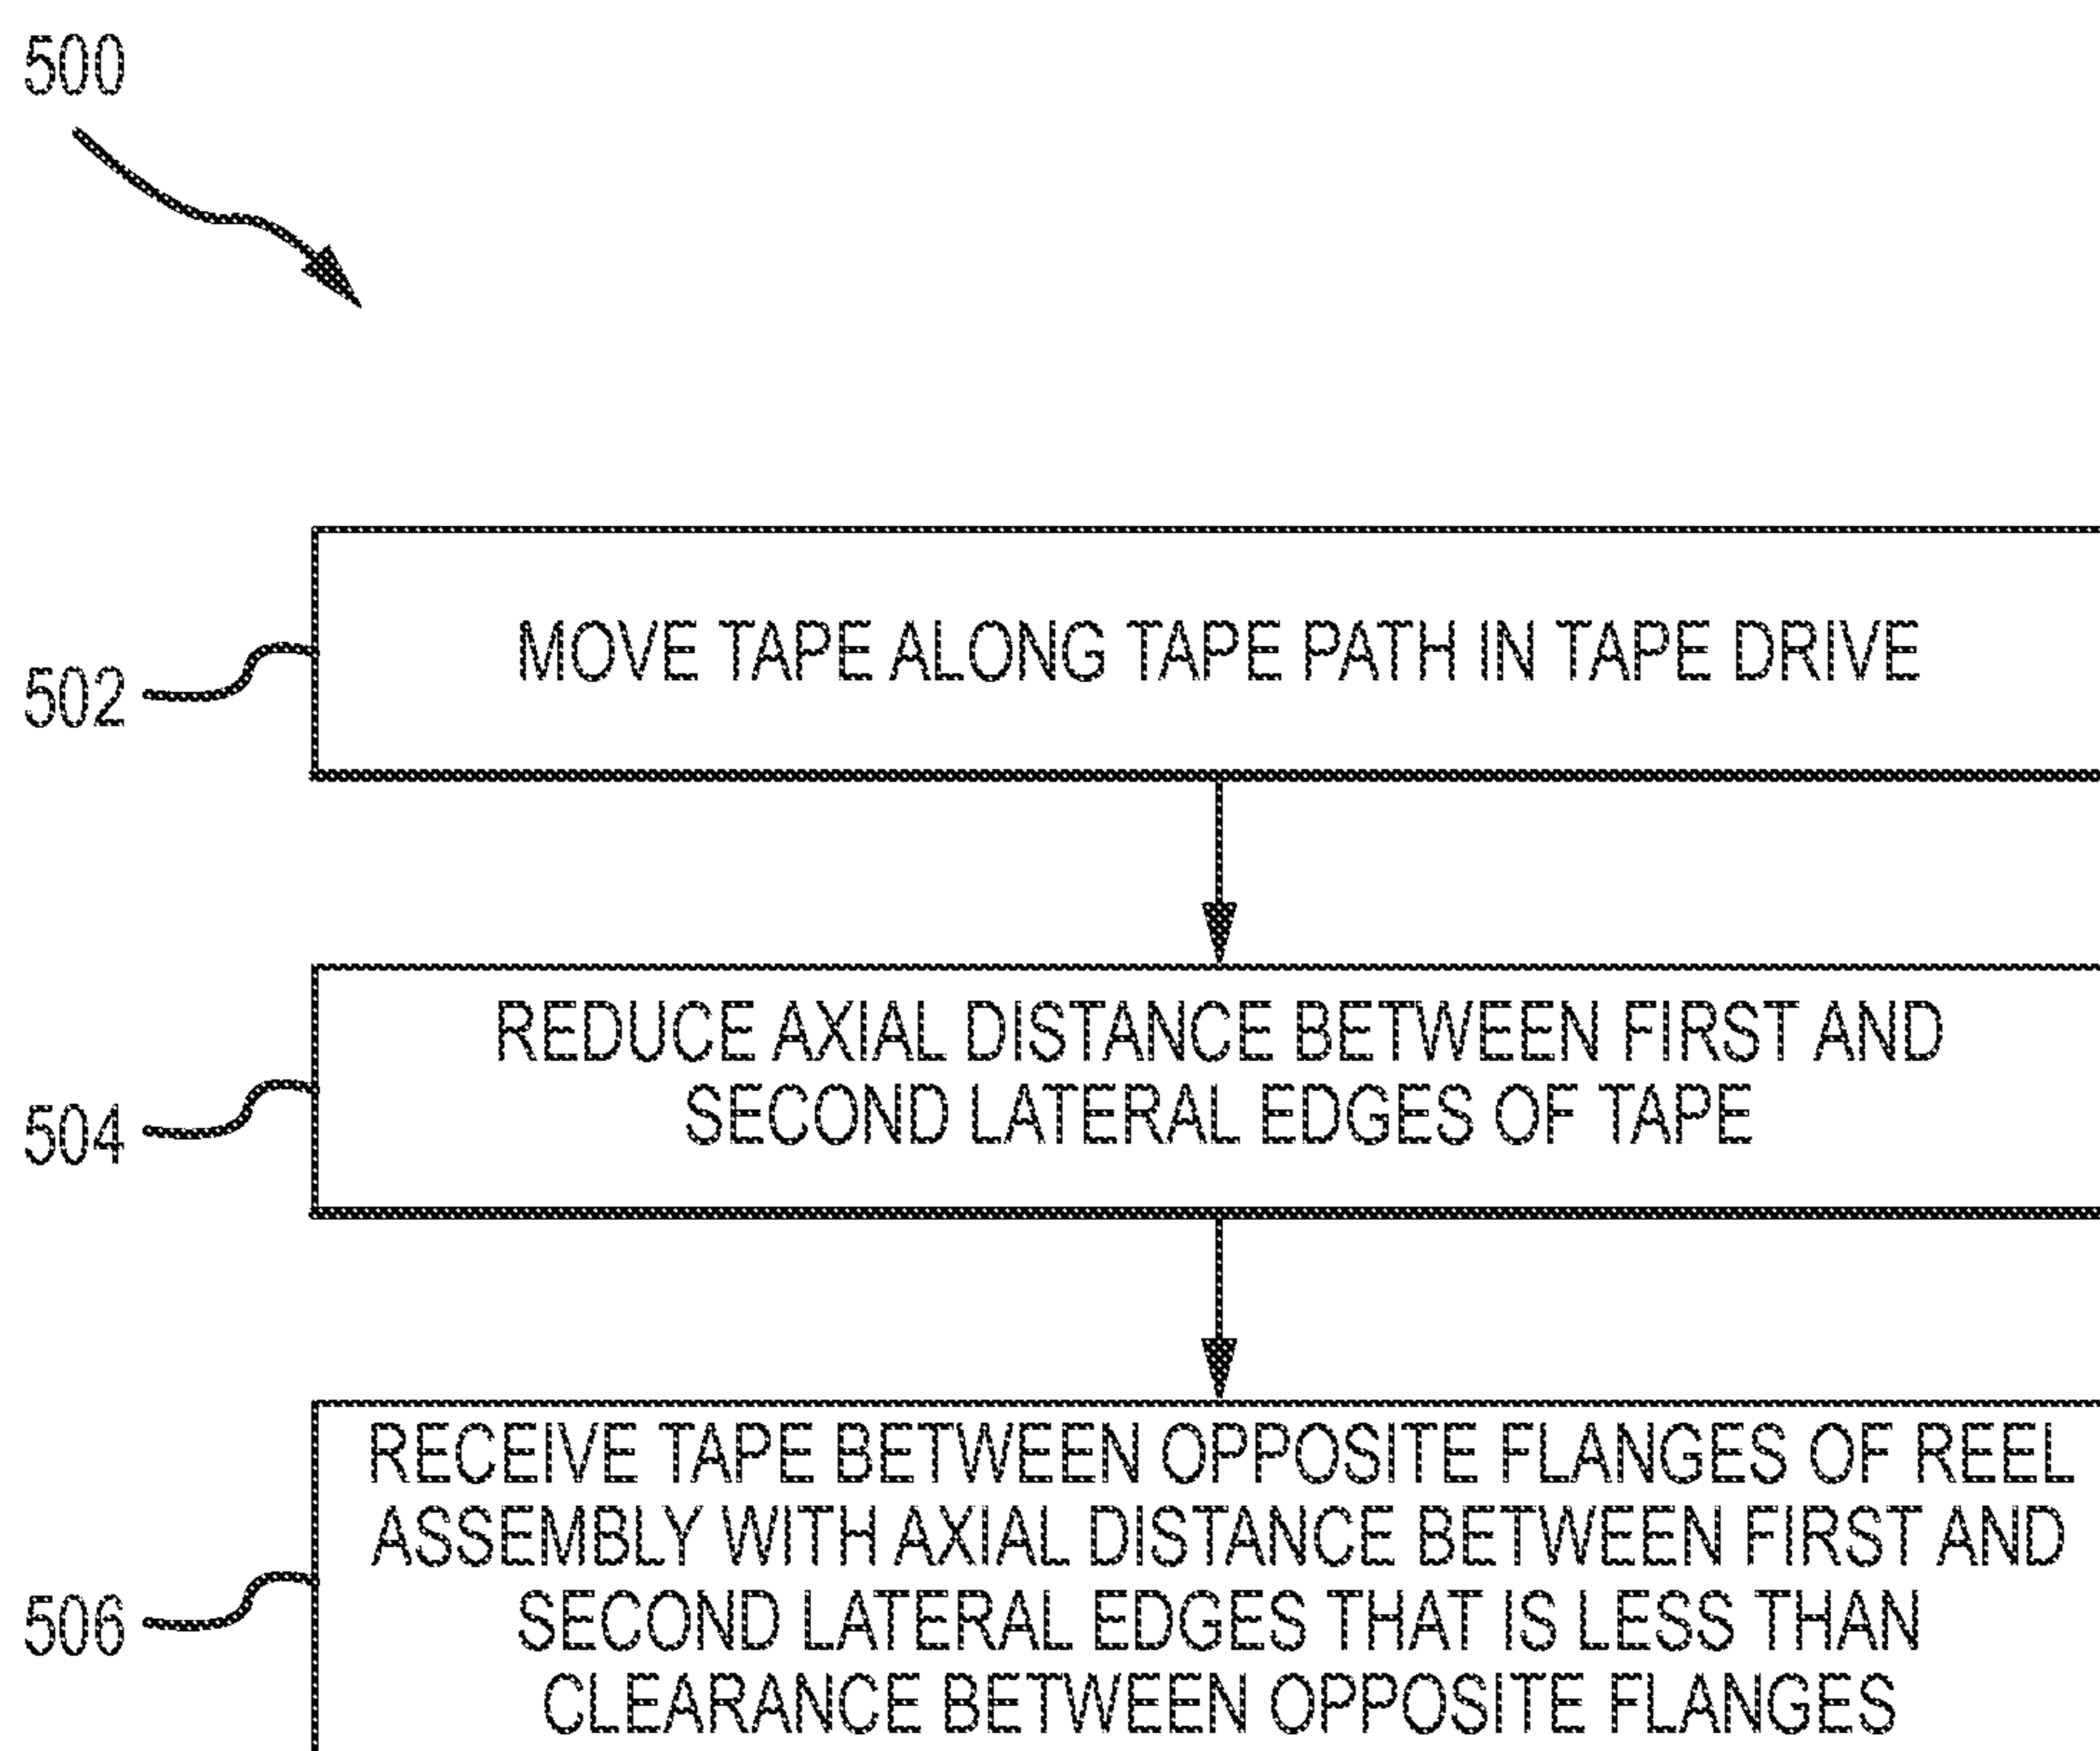 500
502
MOVE TAPE ALONG TAPE PATH IN TAPE DRIVE
504
REDUCE AXIAL DISTANCE BETWEEN FIRST AND
SECOND LATERAL EDGES OF TAPE
506
RECEIVE TAPE BETWEEN OPPOSITE FLANGES OF REEL
ASSEMBLY WITH AXIAL DISTANCE BETWEEN FIRST AND
SECOND LATERAL EDGES THAT IS LESS THAN
CLEARANCE BETWEEN OPPOSITE FLANGES